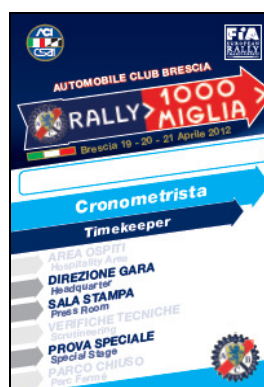 ACI
CSAI
FIA
EUROPEAN
RALLY
AUTOMOBILE CLUB BRESCIA
RALLY 1000
MIGLIA
Brescia 19 - 20 - 21 Aprile 2012
Cronometrista
Timekeeper
AREA OSPITI
Hospitality Area
DIREZIONE GARA
Headquarter
SALA STAMPA
Press Room
VERIFICHE TECNICHE
Scrutineering
PROVA SPECIALE
Special Stage
PARCO CHIUSO
Parc Fermé